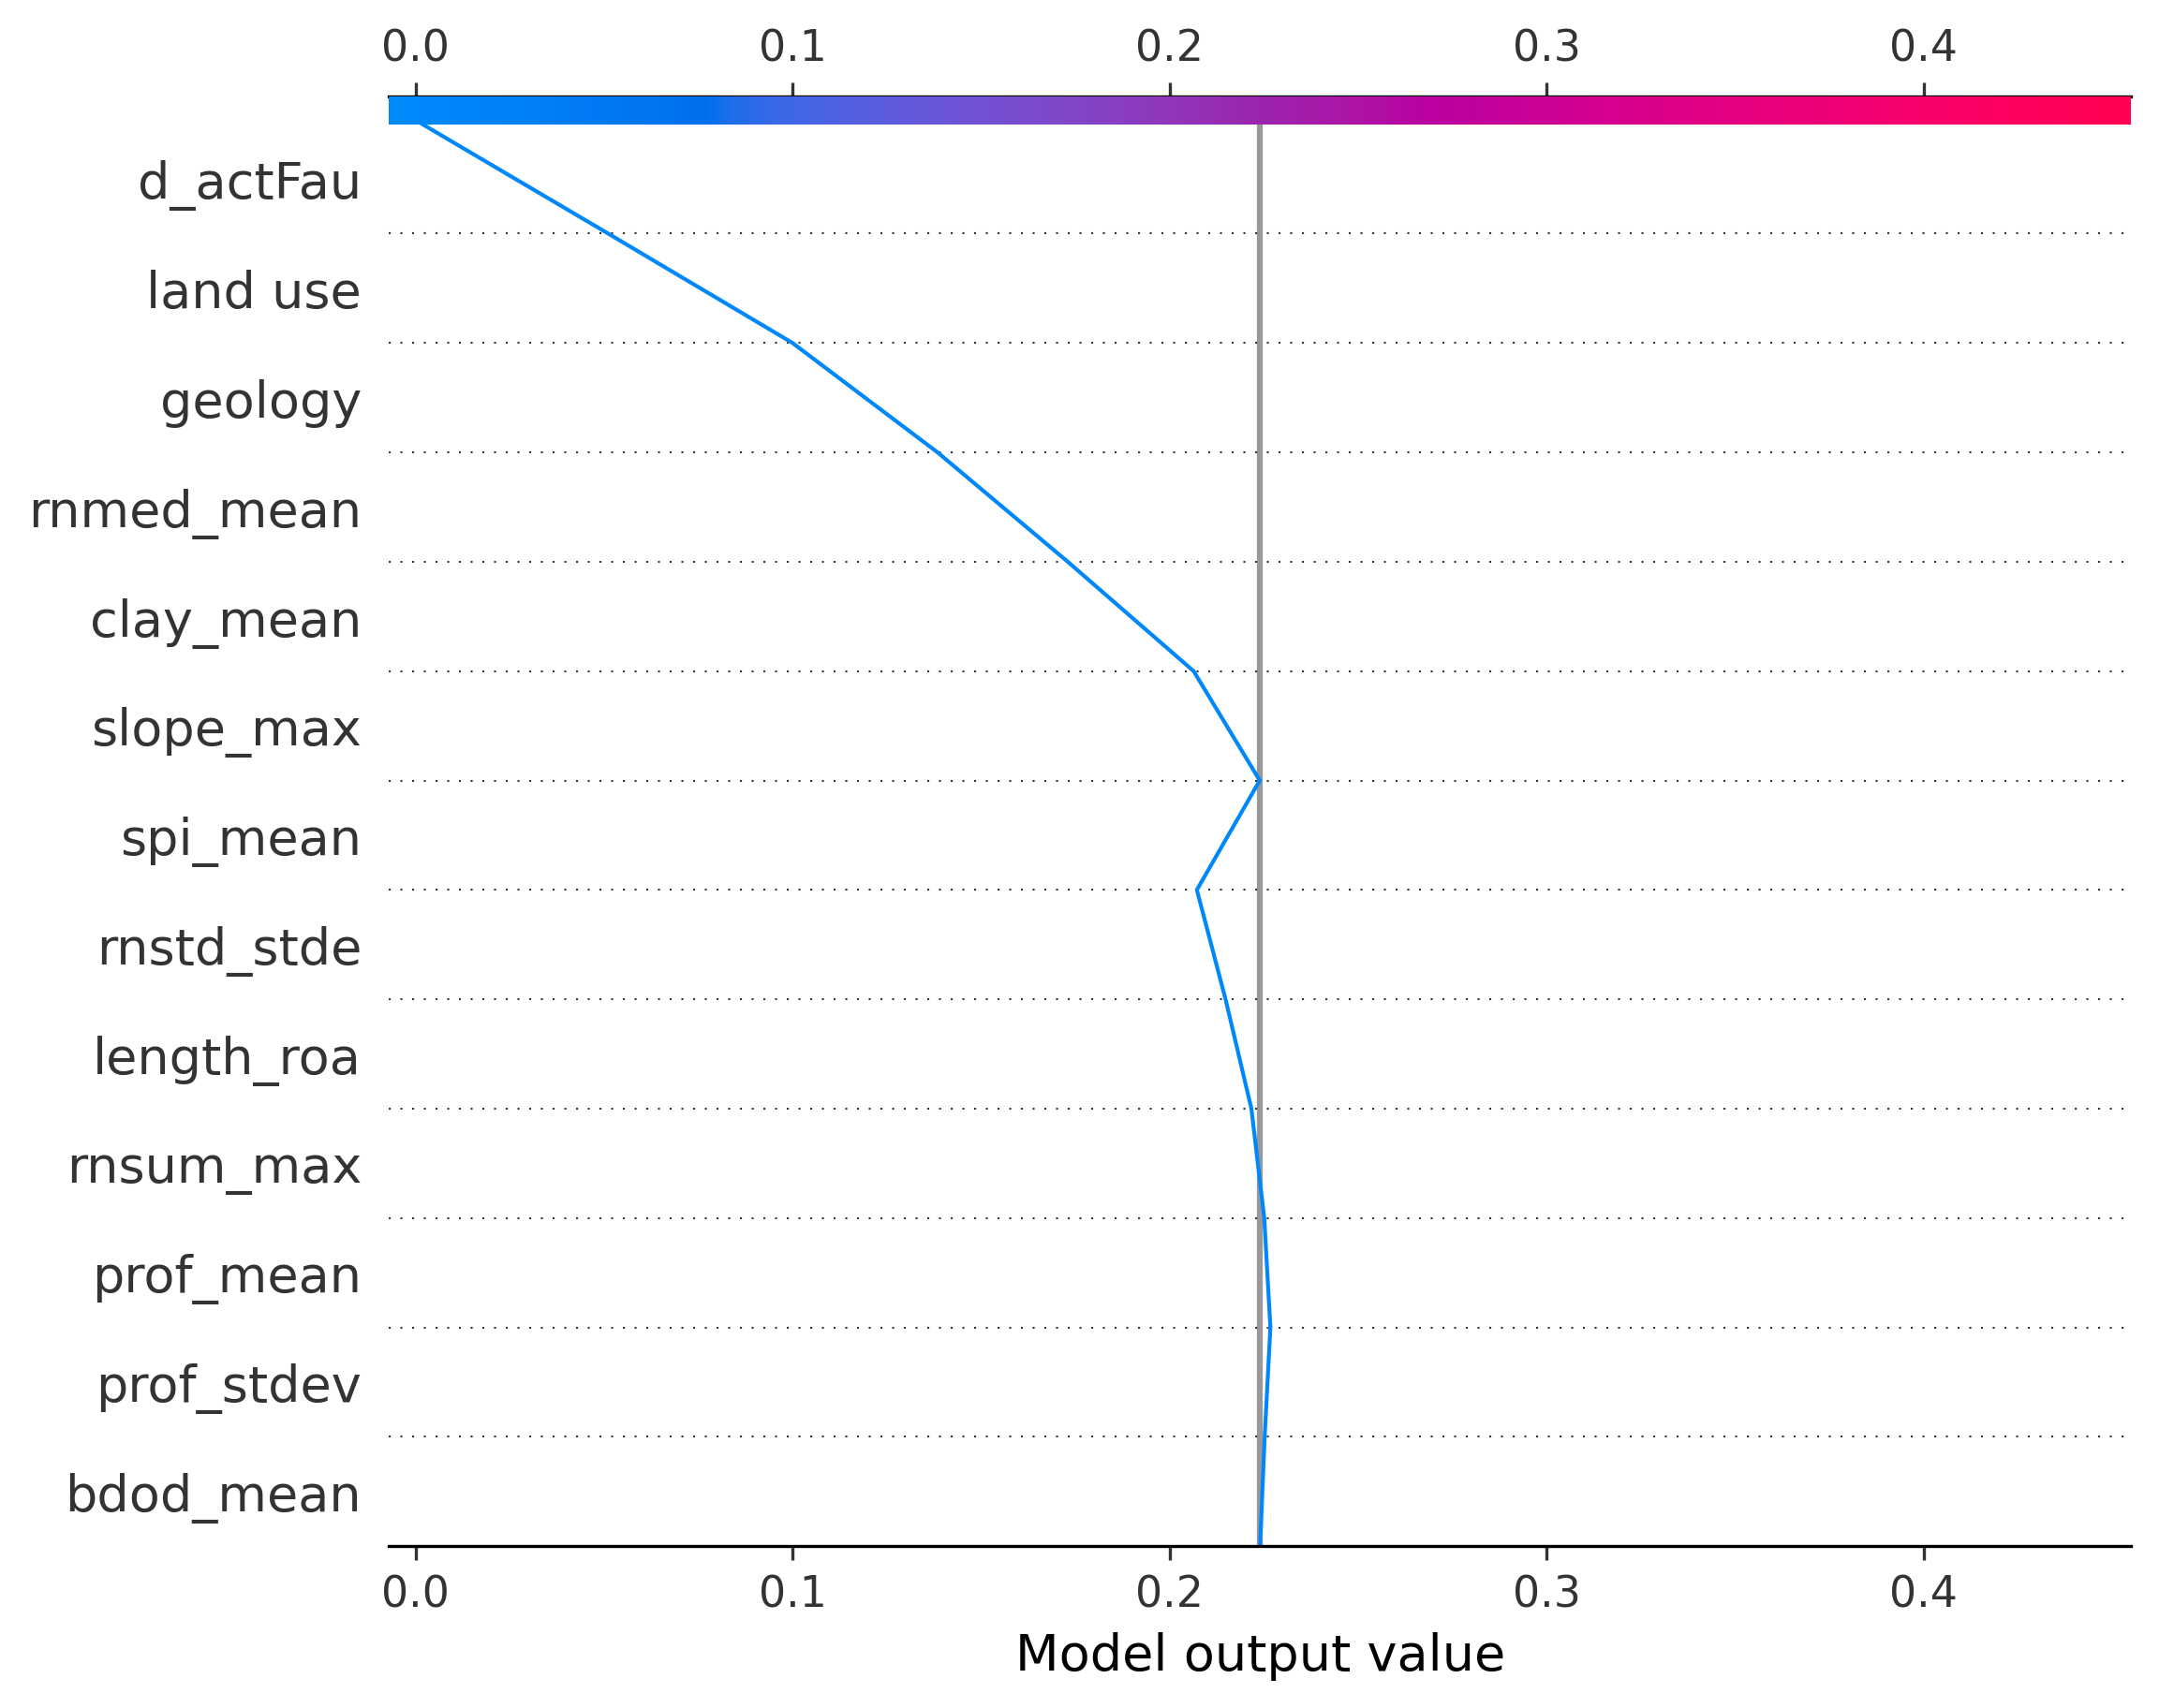 0.0 0.1 0.2 0.3 0.4
d_actFau
land use
geology
rnmed_mean
clay_mean
slope_max
spi_mean
rnstd_stde
length_roa
rnsum_max
prof_mean
prof_stdev
bdod_mean
0.0 0.1 0.2 0.3 0.4
Model output value